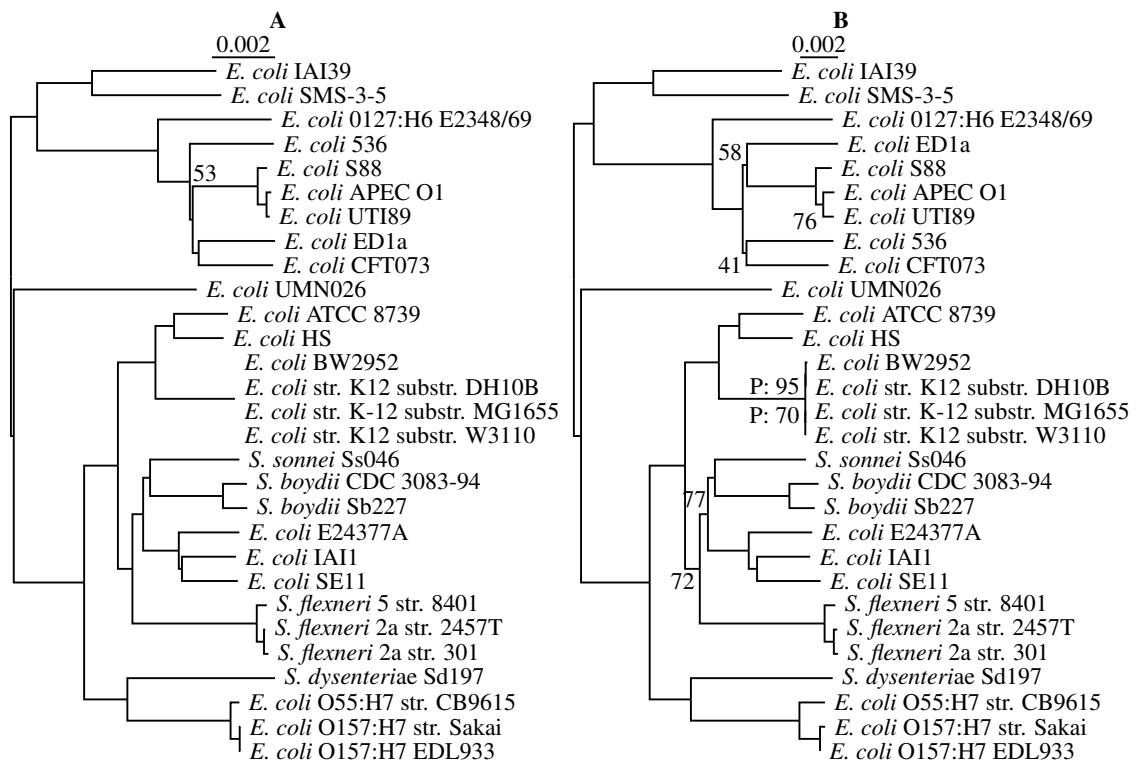 A
0.002
E. coli IAI39
E. coli SMS-3-5
E. coli 0127:H6 E2348/69
E. coli 536
53
E. coli S88
E. coli APEC O1
E. coli UTI89
E. coli ED1a
E. coli CFT073
E. coli UMN026
E. coli ATCC 8739
E. coli HS
E. coli BW2952
E. coli str. K12 substr. DH10B
E. coli str. K-12 substr. MG1655
E. coli str. K12 substr. W3110
S. sonnei Ss046
S. boydii CDC 3083-94
S. boydii Sb227
E. coli E24377A
E. coli IAI1
E. coli SE11
S. flexneri 5 str. 8401
S. flexneri 2a str. 2457T
S. flexneri 2a str. 301
S. dysenteriae Sd197
E. coli O55:H7 str. CB9615
E. coli O157:H7 str. Sakai
E. coli O157:H7 EDL933
B
0.002
E. coli IAI39
E. coli SMS-3-5
E. coli 0127:H6 E2348/69
E. coli ED1a
58
E. coli S88
E. coli APEC O1
E. coli UTI89
76
E. coli 536
E. coli CFT073
41
E. coli UMN026
E. coli ATCC 8739
E. coli HS
E. coli BW2952
P: 95
E. coli str. K12 substr. DH10B
P: 70
E. coli str. K-12 substr. MG1655
E. coli str. K12 substr. W3110
S. sonnei Ss046
S. boydii CDC 3083-94
77
S. boydii Sb227
E. coli E24377A
E. coli IAI1
72
E. coli SE11
S. flexneri 5 str. 8401
S. flexneri 2a str. 2457T
S. flexneri 2a str. 301
S. dysenteriae Sd197
E. coli O55:H7 str. CB9615
E. coli O157:H7 str. Sakai
E. coli O157:H7 EDL933